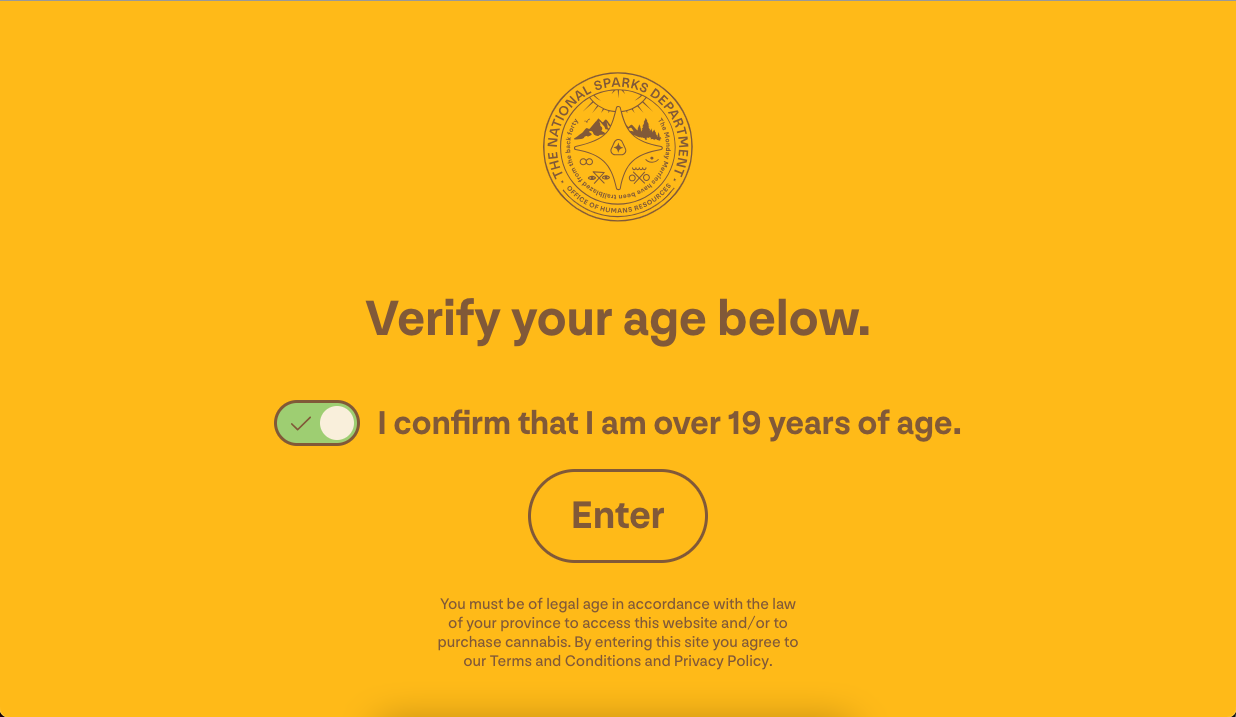 THE NATIONAL SPARKS DEPARTMENT
The Monday Merries have been trailblazed from the back forty
OFFICE OF HUMANS RESOURCES
Verify your age below.
I confirm that I am over 19 years of age.
Enter
You must be of legal age in accordance with the law
of your province to access this website and/or to
purchase cannabis. By entering this site you agree to
our Terms and Conditions and Privacy Policy.